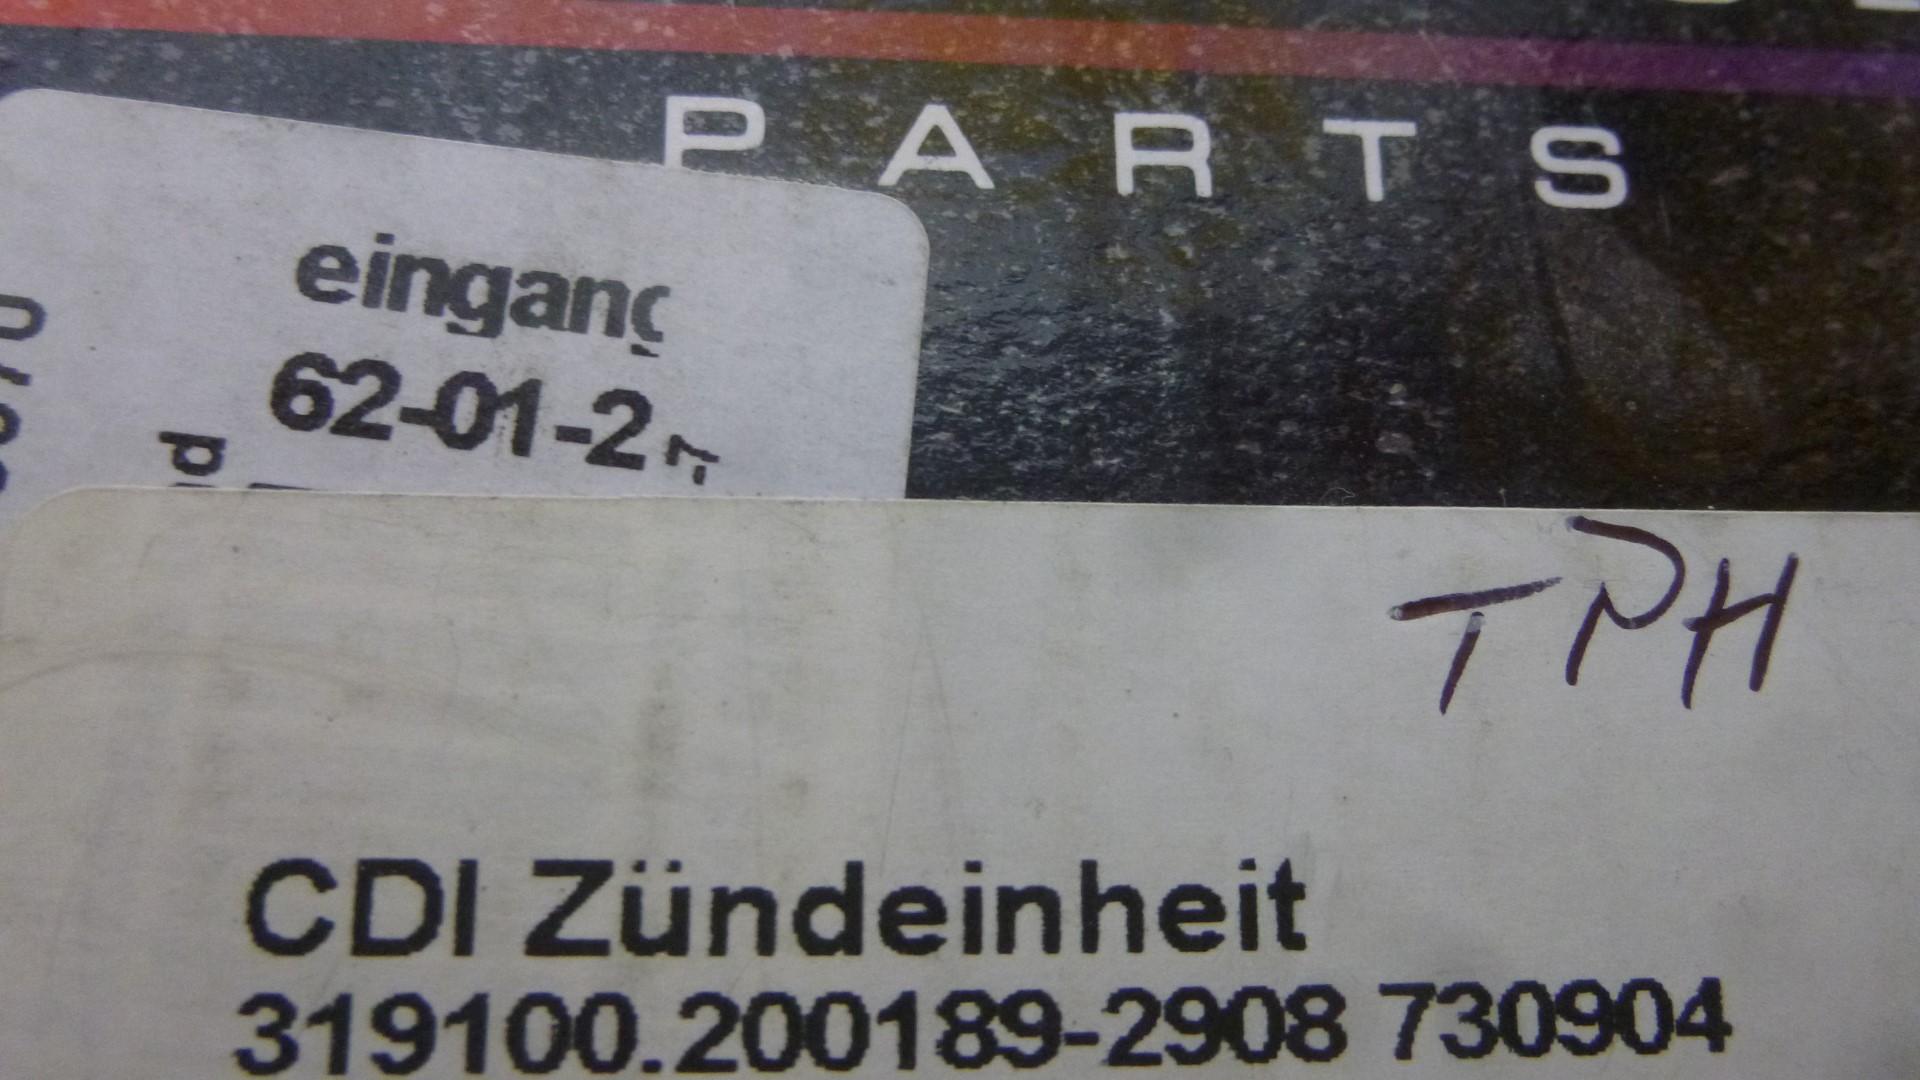 PARTS
eingang
62-01-2
TPH
CDI Zündeinheit
319100.200189-2908 730904